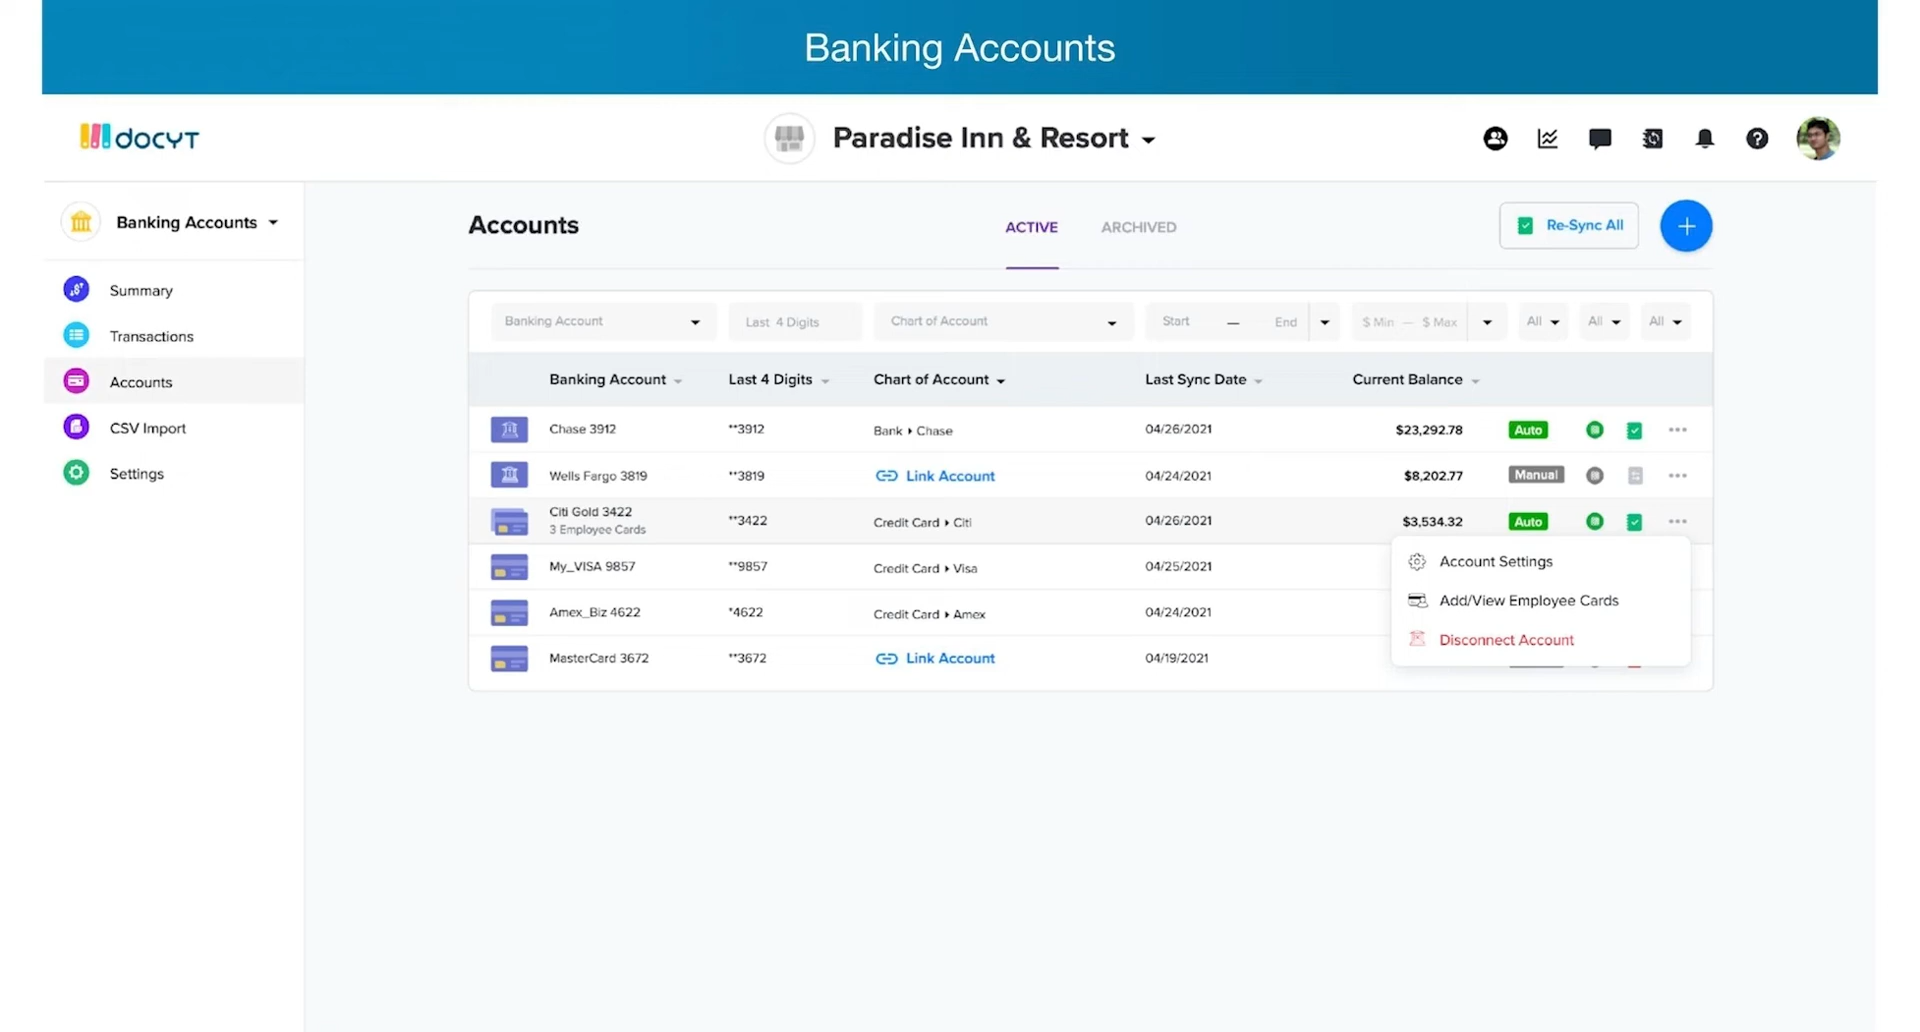 Banking Accounts
DOCYT
Paradise Inn & Resort
Banking Accounts
Summary
Transactions
Accounts
CSV Import
Settings
Accounts
ACTIVE ARCHIVED
Re-Sync All
Banking Account Last 4 Digits Chart of Account Start — End $ Min — $ Max All All All
Banking Account Last 4 Digits Chart of Account Last Sync Date Current Balance
Chase 3912 **3912 Bank ▸ Chase 04/26/2021 $23,292.78 Auto
Wells Fargo 3819 **3819 Link Account 04/24/2021 $8,202.77 Manual
Citi Gold 3422 **3422 Credit Card ▸ Citi 04/26/2021 $3,534.32 Auto
3 Employee Cards
My_VISA 9857 **9857 Credit Card ▸ Visa 04/25/2021
Amex_Biz 4622 *4622 Credit Card ▸ Amex 04/24/2021
MasterCard 3672 **3672 Link Account 04/19/2021
Account Settings
Add/View Employee Cards
Disconnect Account